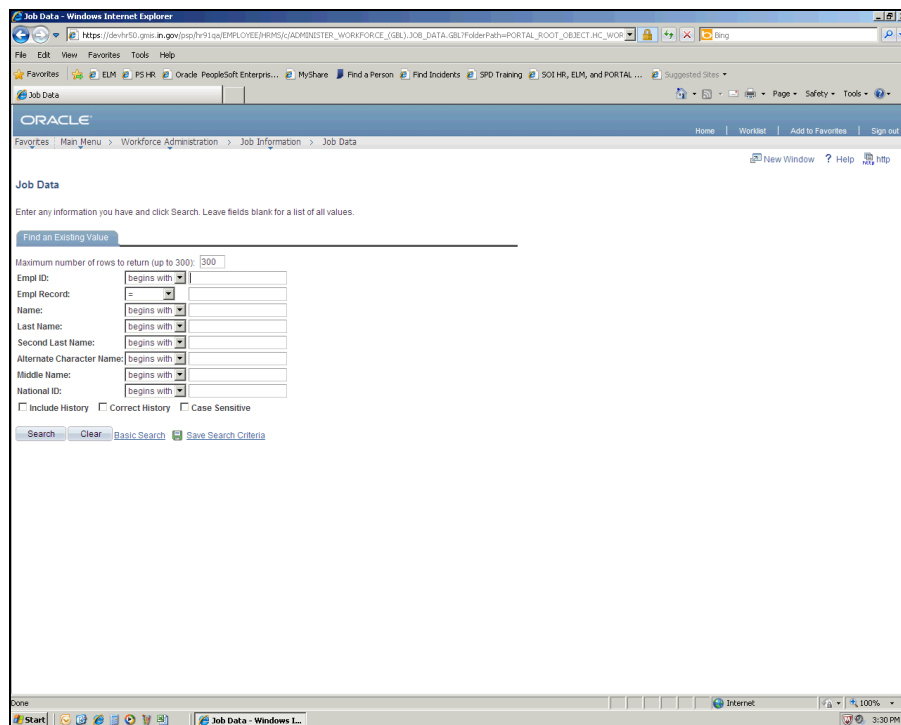 Job Data - Windows Internet Explorer
https://devhr50.gmis.in.gov/psp/hr91qa/EMPLOYEE/HRMS/c/ADMINISTER_WORKFORCE_(GBL).JOB_DATA.GBL?FolderPath=PORTAL_ROOT_OBJECT.HC_WOR Bing
File Edit View Favorites Tools Help
Favorites ELM PS HR Oracle PeopleSoft Enterpris... MyShare Find a Person Find Incidents SPD Training SOI HR, ELM, and PORTAL ... Suggested Sites
Job Data Page Safety Tools
ORACLE
Home | Worklist | Add to Favorites | Sign out
Favorites Main Menu > Workforce Administration > Job Information > Job Data
New Window ? Help http
Job Data
Enter any information you have and click Search. Leave fields blank for a list of all values.
Find an Existing Value
Maximum number of rows to return (up to 300): 300
Empl ID: begins with
Empl Record: =
Name: begins with
Last Name: begins with
Second Last Name: begins with
Alternate Character Name: begins with
Middle Name: begins with
National ID: begins with
Include History Correct History Case Sensitive
Search Clear Basic Search Save Search Criteria
Done Internet 100%
Start Job Data - Windows I... 3:30 PM